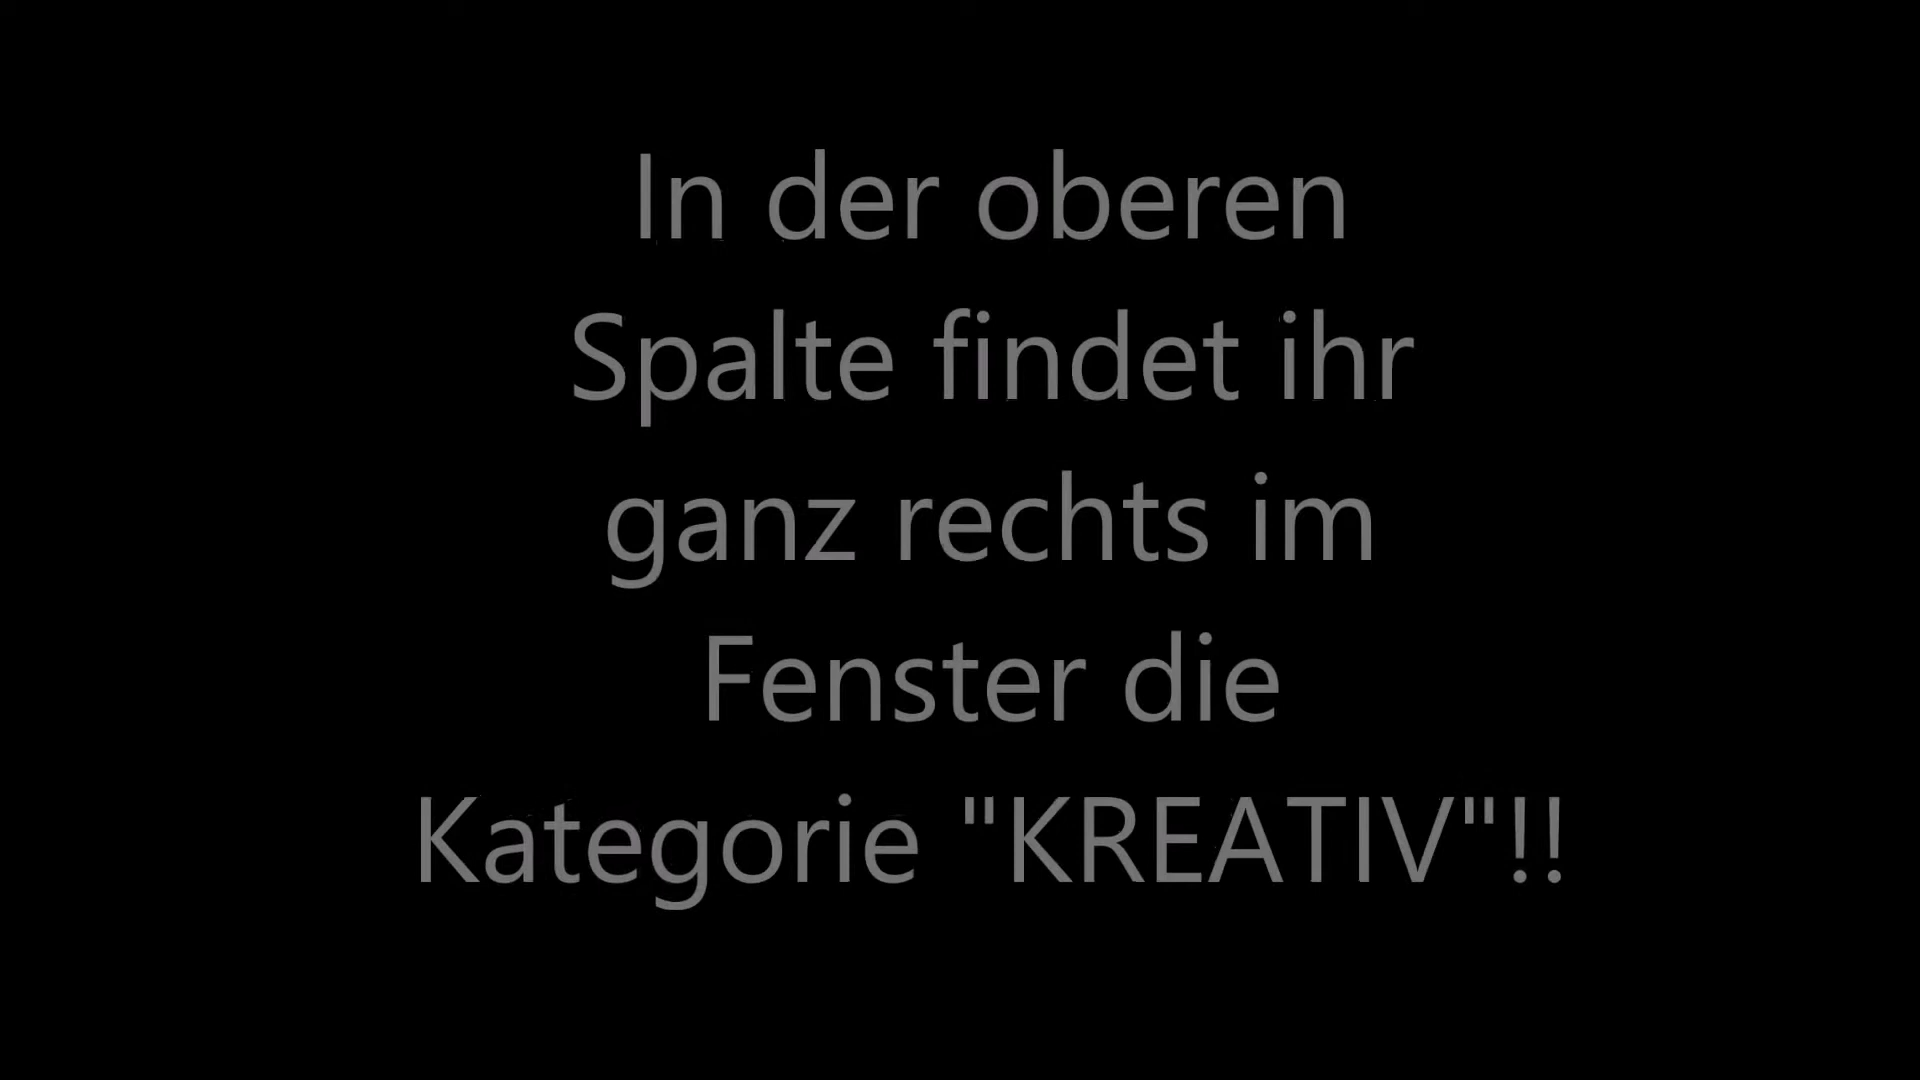 In der oberen
Spalte findet ihr
ganz rechts im
Fenster die
Kategorie "KREATIV"!!